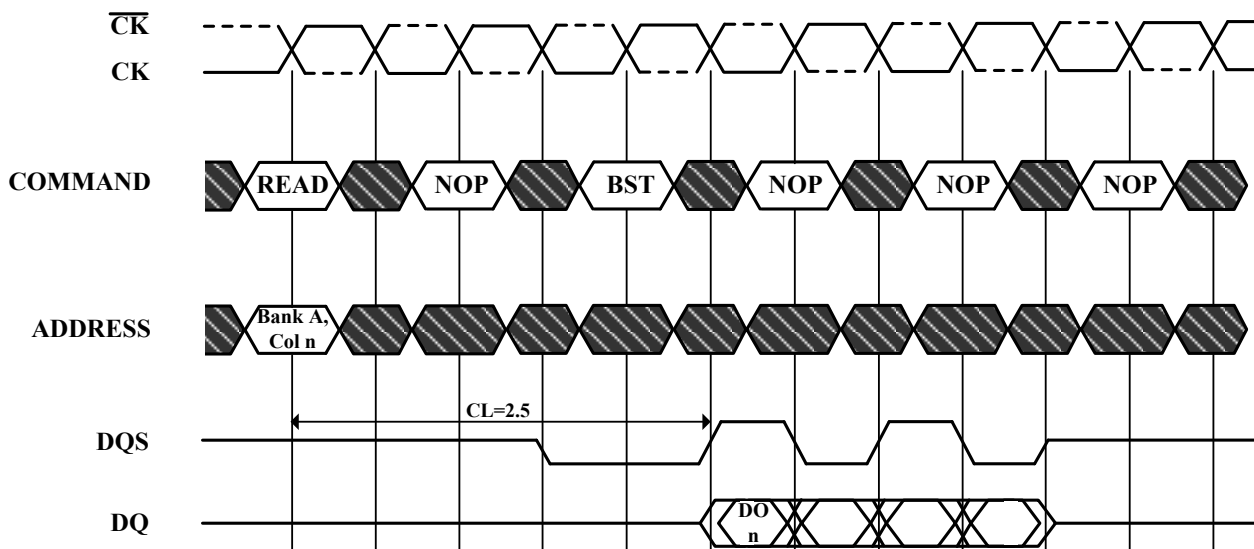 CK
CK
COMMAND READ NOP BST NOP NOP NOP
ADDRESS Bank A,
Col n
CL=2.5
DQS
DQ DO
n